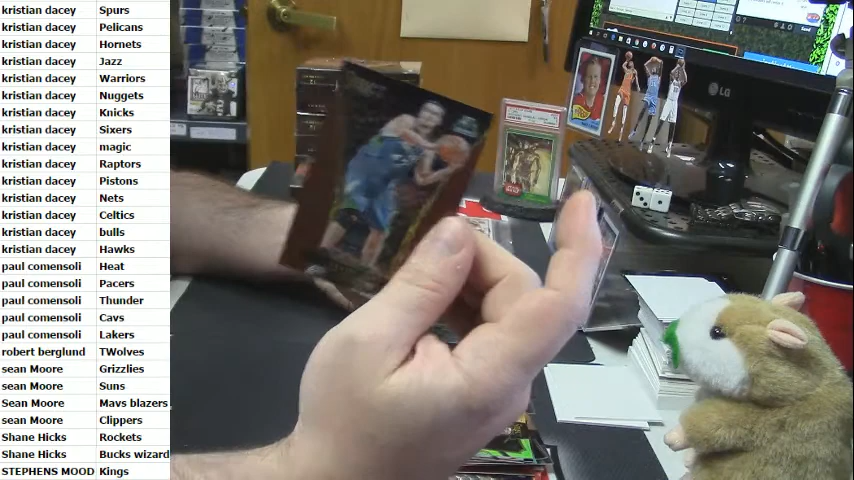 kristian dacey Spurs
kristian dacey Pelicans
kristian dacey Hornets
kristian dacey Jazz
kristian dacey Warriors
kristian dacey Nuggets
kristian dacey Knicks
kristian dacey Sixers
kristian dacey magic
kristian dacey Raptors
kristian dacey Pistons
kristian dacey Nets
kristian dacey Celtics
kristian dacey bulls
kristian dacey Hawks
paul comensoli Heat
paul comensoli Pacers
paul comensoli Thunder
paul comensoli Cavs
paul comensoli Lakers
robert berglund TWolves
sean Moore Grizzlies
sean Moore Suns
Sean Moore Mavs blazers
sean Moore Clippers
Shane Hicks Rockets
Shane Hicks Bucks wizard
STEPHENS MOOD Kings
LG